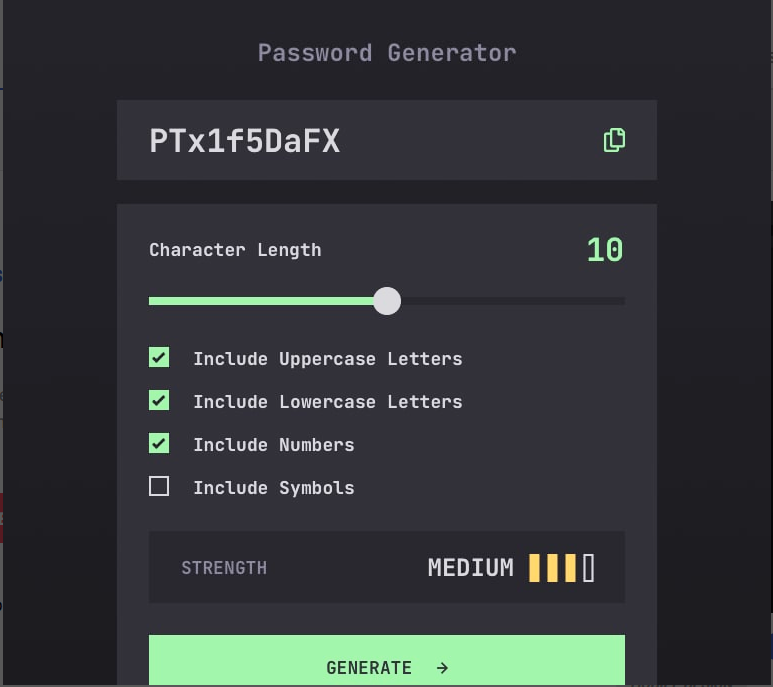 Password Generator
PTx1f5DaFX
Character Length 10
Include Uppercase Letters
Include Lowercase Letters
Include Numbers
Include Symbols
STRENGTH MEDIUM
GENERATE →